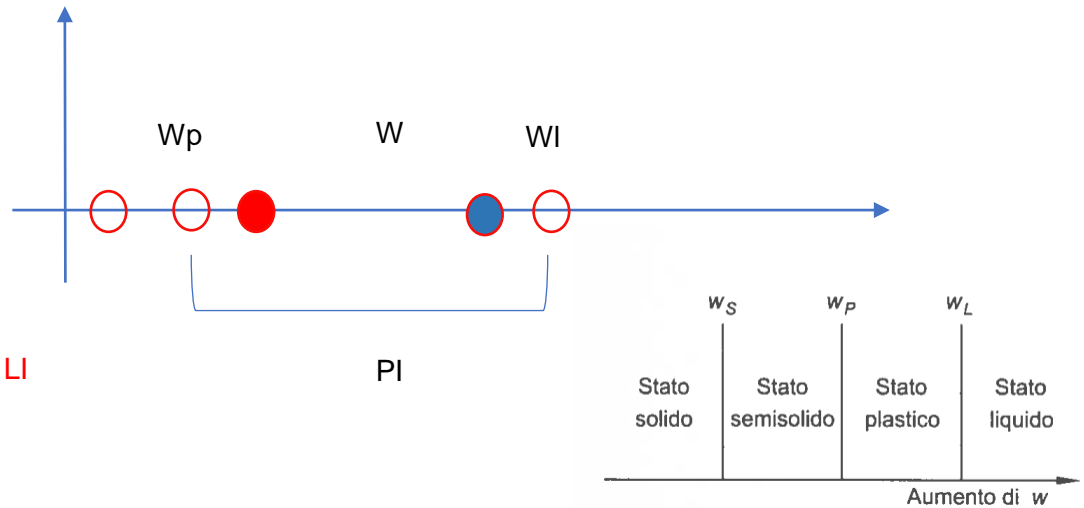 Wp
W
Wl
LI
PI
w_S
w_P
w_L
Stato
solido
Stato
semisolido
Stato
plastico
Stato
liquido
Aumento di w